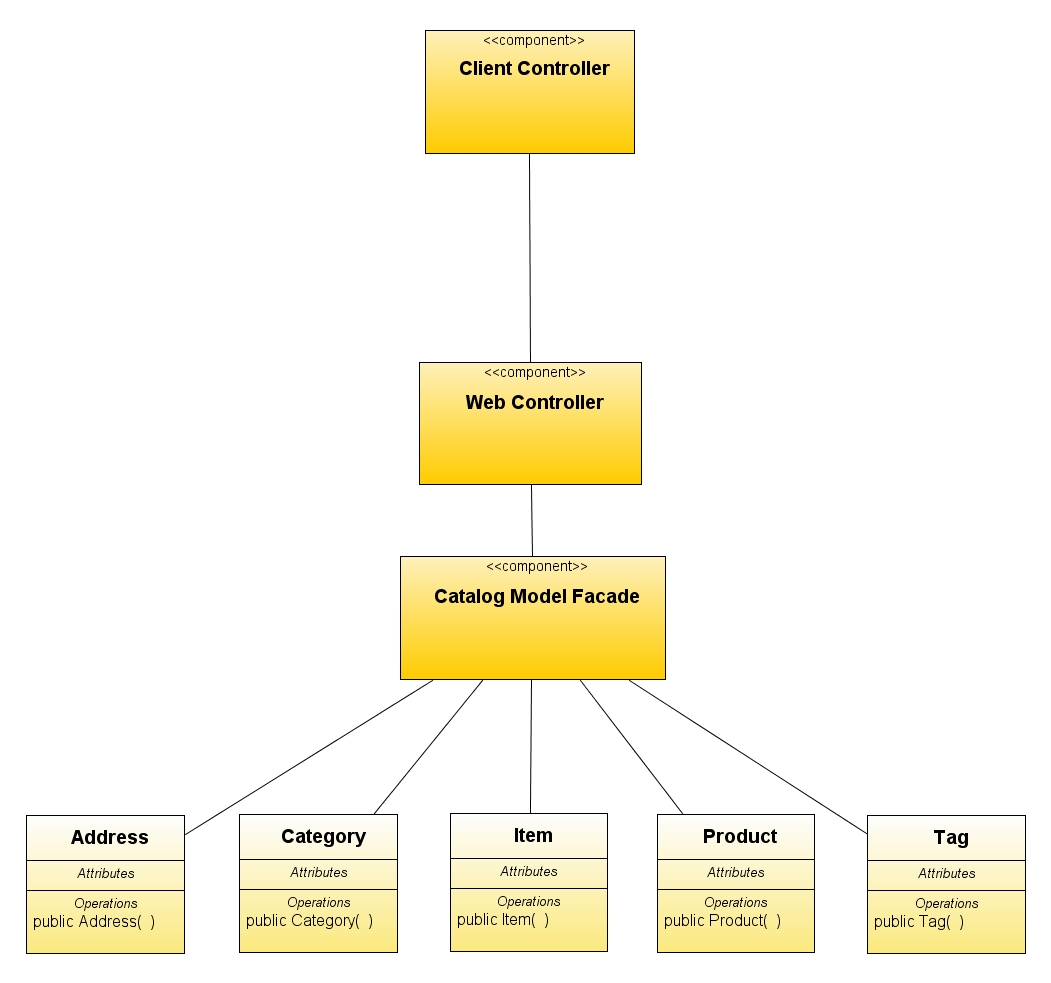 <<component>>
Client Controller
<<component>>
Web Controller
<<component>>
Catalog Model Facade
Address
Attributes
Operations
public Address(  )
Category
Attributes
Operations
public Category(  )
Item
Attributes
Operations
public Item(  )
Product
Attributes
Operations
public Product(  )
Tag
Attributes
Operations
public Tag(  )